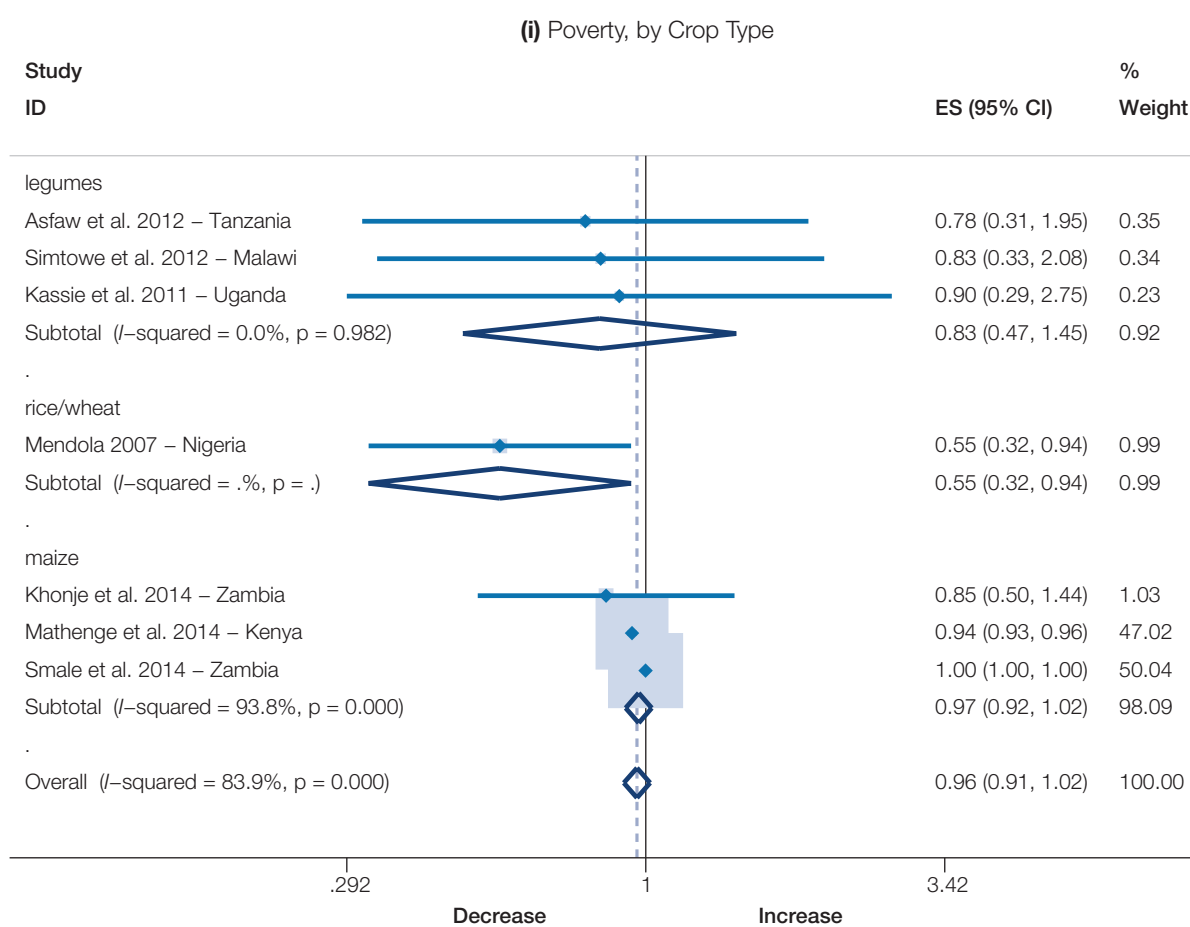 (i) Poverty, by Crop Type
Study %
ID ES (95% CI) Weight
legumes
Asfaw et al. 2012 – Tanzania 0.78 (0.31, 1.95) 0.35
Simtowe et al. 2012 – Malawi 0.83 (0.33, 2.08) 0.34
Kassie et al. 2011 – Uganda 0.90 (0.29, 2.75) 0.23
Subtotal (I–squared = 0.0%, p = 0.982) 0.83 (0.47, 1.45) 0.92
.
rice/wheat
Mendola 2007 – Nigeria 0.55 (0.32, 0.94) 0.99
Subtotal (I–squared = .%, p = .) 0.55 (0.32, 0.94) 0.99
.
maize
Khonje et al. 2014 – Zambia 0.85 (0.50, 1.44) 1.03
Mathenge et al. 2014 – Kenya 0.94 (0.93, 0.96) 47.02
Smale et al. 2014 – Zambia 1.00 (1.00, 1.00) 50.04
Subtotal (I–squared = 93.8%, p = 0.000) 0.97 (0.92, 1.02) 98.09
.
Overall (I–squared = 83.9%, p = 0.000) 0.96 (0.91, 1.02) 100.00
.292 1 3.42
Decrease Increase